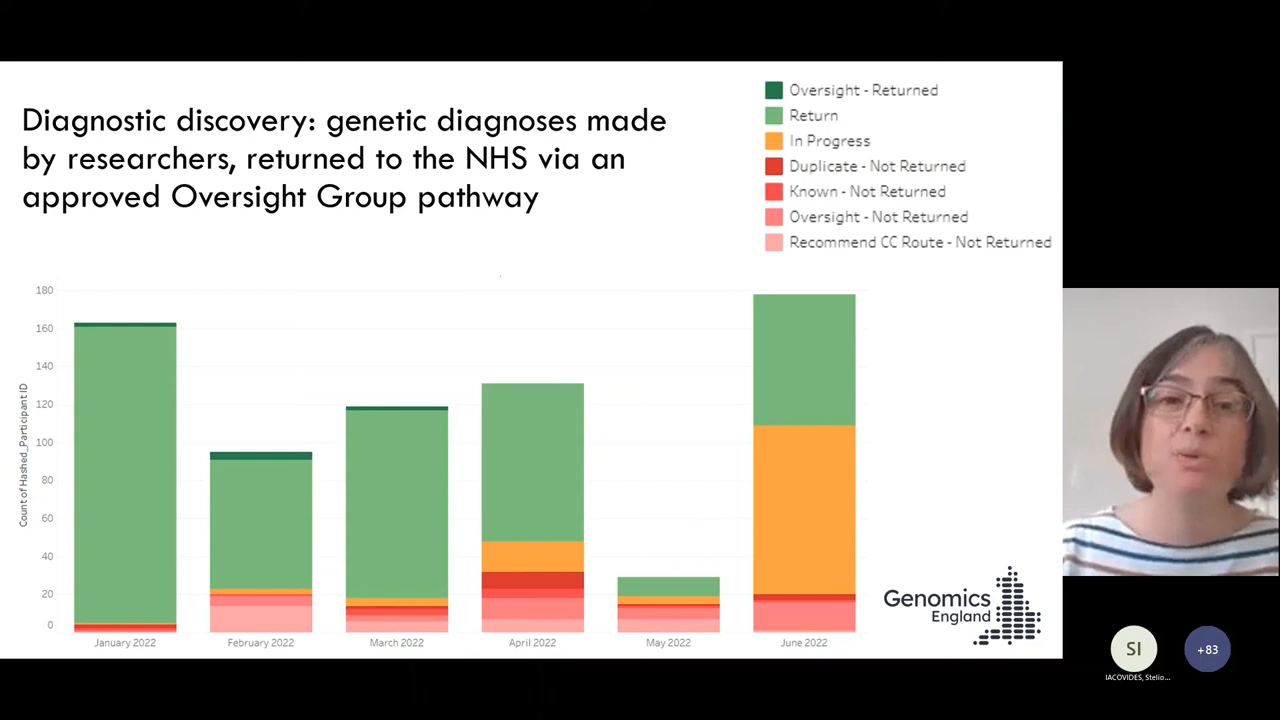 Diagnostic discovery: genetic diagnoses made
by researchers, returned to the NHS via an
approved Oversight Group pathway
Oversight - Returned
Return
In Progress
Duplicate - Not Returned
Known - Not Returned
Oversight - Not Returned
Recommend CC Route - Not Returned
Count of Hashed_Participant ID
180
160
140
120
100
80
60
40
20
0
January 2022
February 2022
March 2022
April 2022
May 2022
June 2022
Genomics
England
SI
+83
IACOVIDES, Stelio...